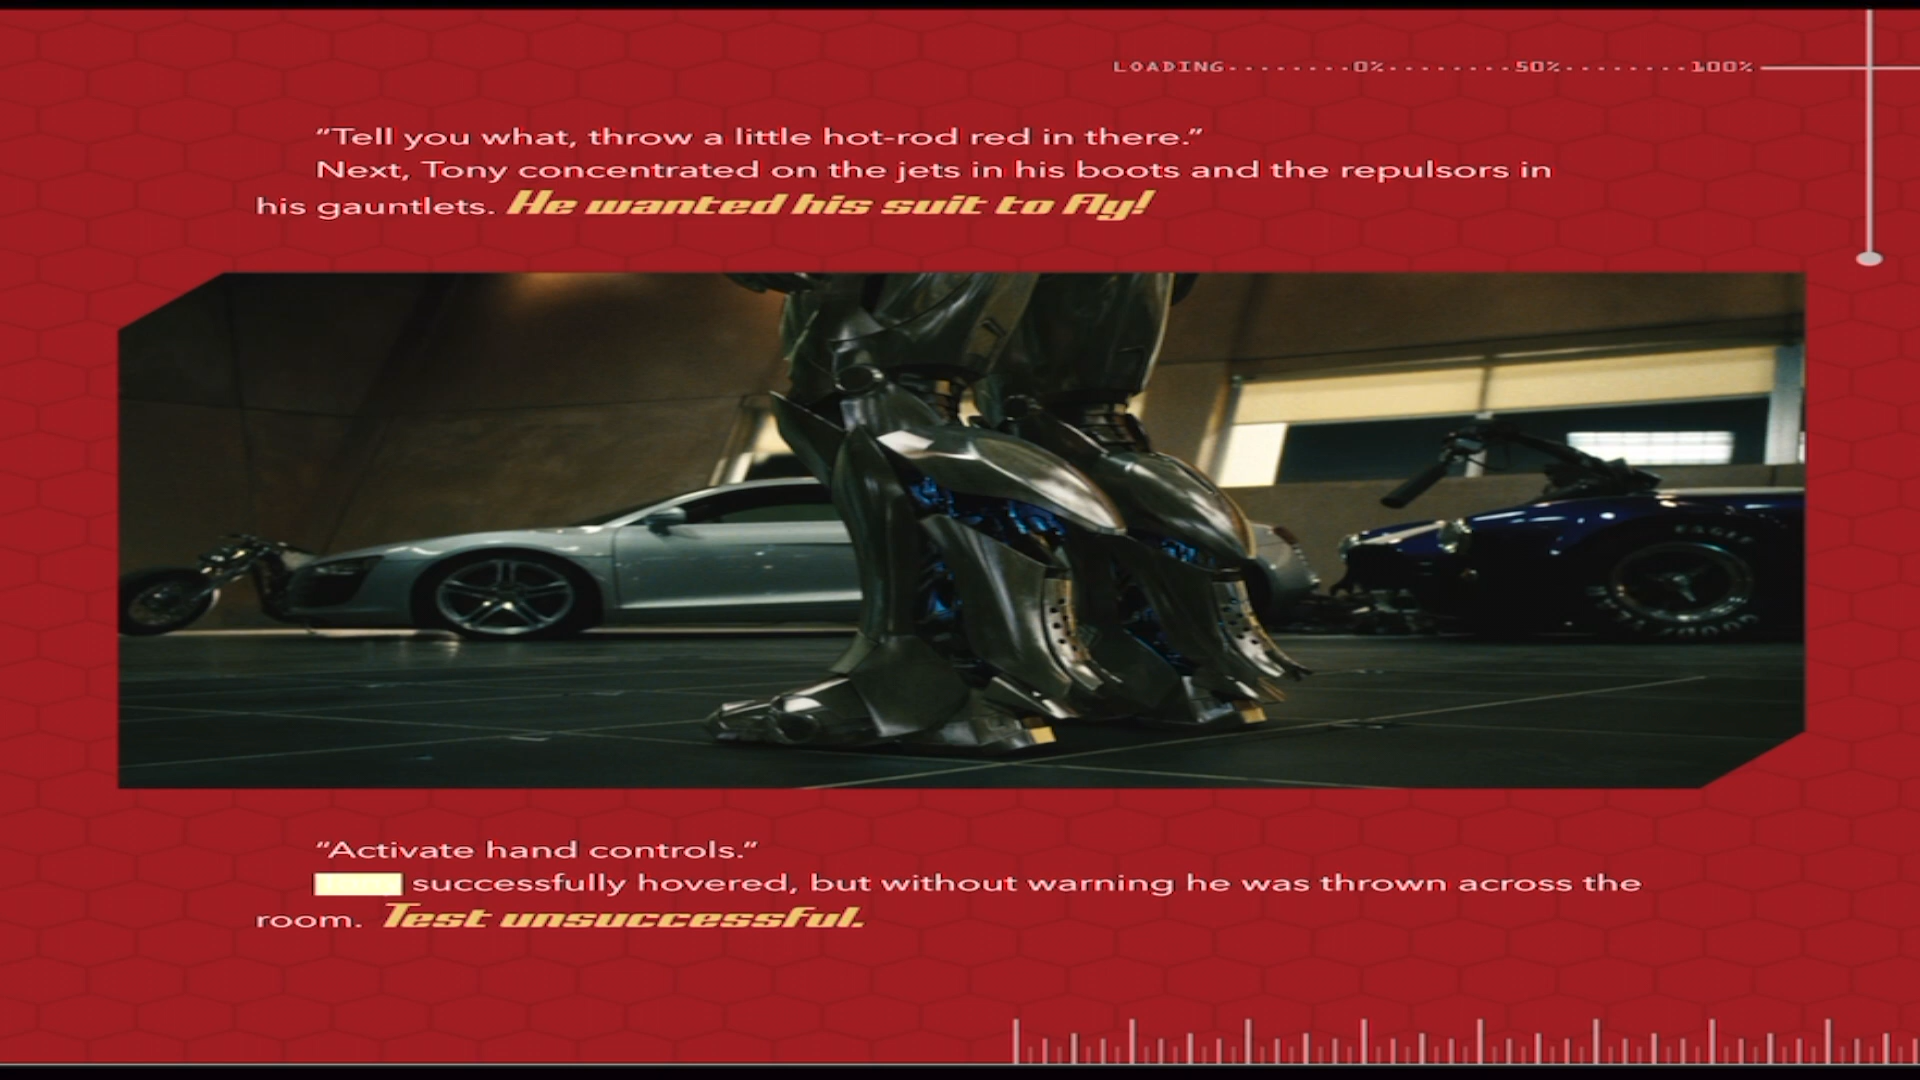 LOADING........0%........50%........100%
“Tell you what, throw a little hot-rod red in there.”
Next, Tony concentrated on the jets in his boots and the repulsors in
his gauntlets. He wanted his suit to fly!
“Activate hand controls.”
successfully hovered, but without warning he was thrown across the
room. Test unsuccessful.